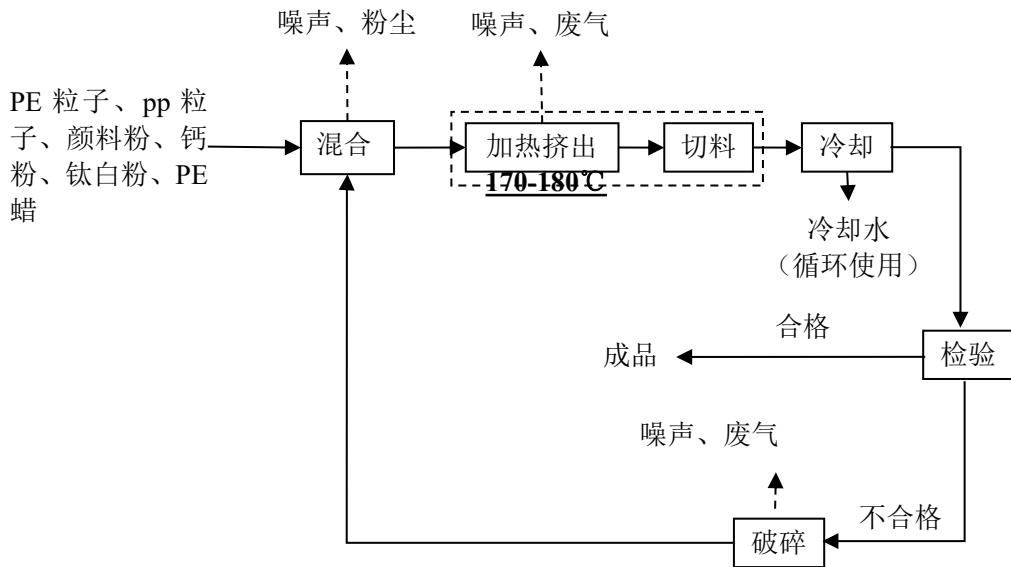 噪声、粉尘
噪声、废气
PE 粒子、pp 粒
子、颜料粉、钙
粉、钛白粉、PE
蜡
混合
加热挤出
170-180℃
切料
冷却
冷却水
（循环使用）
合格
成品
检验
噪声、废气
不合格
破碎